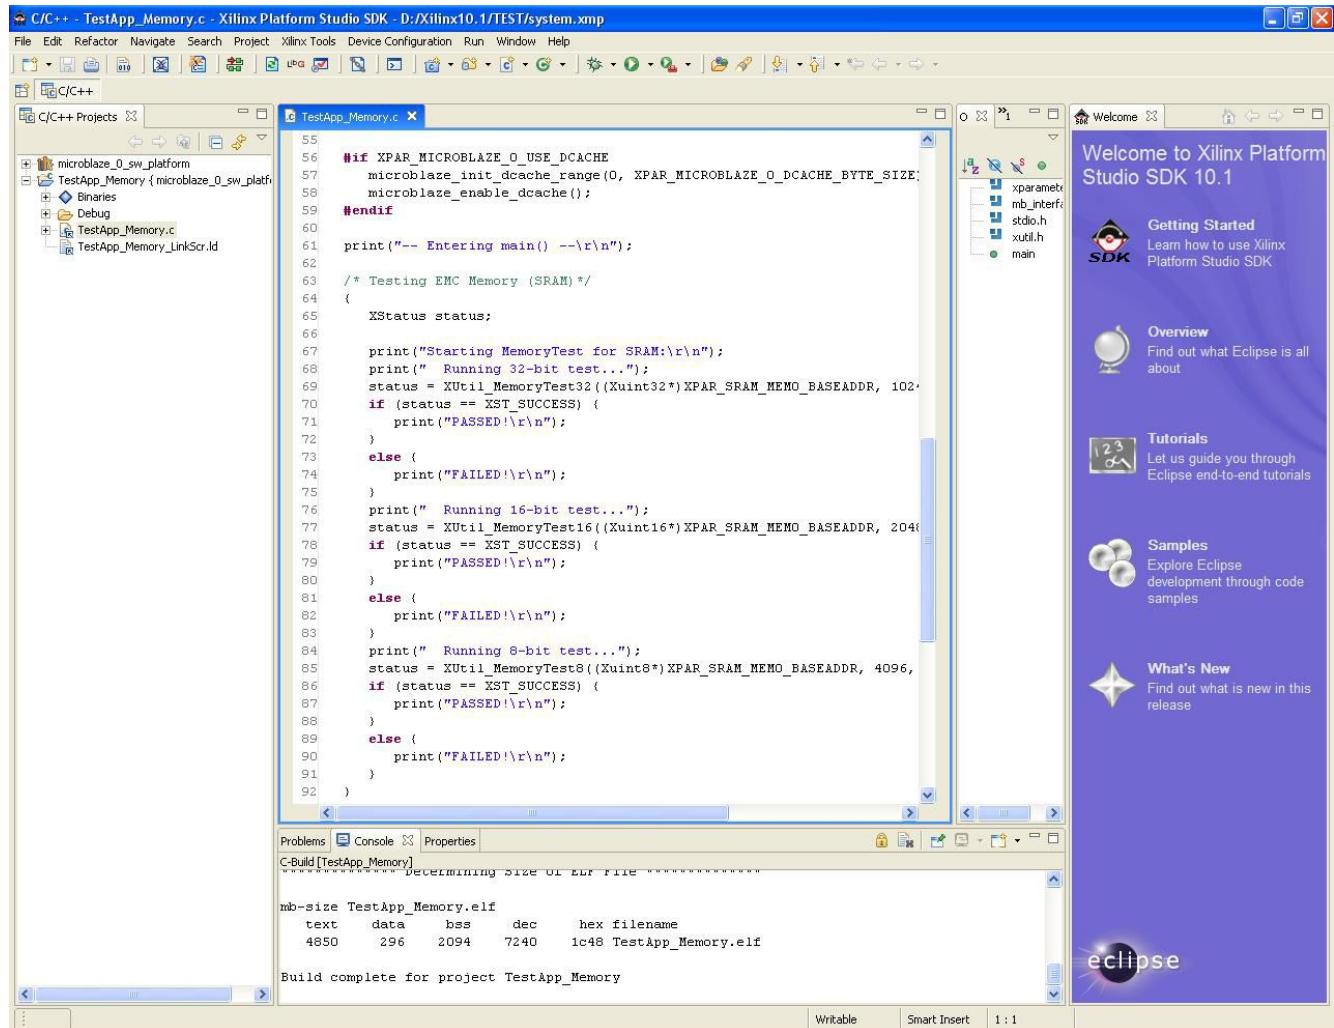 C/C++ - TestApp_Memory.c - Xilinx Platform Studio SDK - D:/Xilinx10.1/TEST/system.xmp
File Edit Refactor Navigate Search Project Xilinx Tools Device Configuration Run Window Help
C/C++
C/C++ Projects
microblaze_0_sw_platform
TestApp_Memory { microblaze_0_sw_platf
Binaries
Debug
TestApp_Memory.c
TestApp_Memory_LinkScr.ld
TestApp_Memory.c
55
56 #if XPAR_MICROBLAZE_0_USE_DCACHE
57 microblaze_init_dcache_range(0, XPAR_MICROBLAZE_0_DCACHE_BYTE_SIZE)
58 microblaze_enable_dcache();
59 #endif
60
61 print("-- Entering main() --\r\n");
62
63 /* Testing EMC Memory (SRAM)*/
64 {
65 XStatus status;
66
67 print("Starting MemoryTest for SRAM:\r\n");
68 print("  Running 32-bit test...");
69 status = XUtil_MemoryTest32((Xuint32*)XPAR_SRAM_MEM0_BASEADDR, 1024
70 if (status == XST_SUCCESS) {
71 print("PASSED!\r\n");
72 }
73 else {
74 print("FAILED!\r\n");
75 }
76 print("  Running 16-bit test...");
77 status = XUtil_MemoryTest16((Xuint16*)XPAR_SRAM_MEM0_BASEADDR, 2048
78 if (status == XST_SUCCESS) {
79 print("PASSED!\r\n");
80 }
81 else {
82 print("FAILED!\r\n");
83 }
84 print("  Running 8-bit test...");
85 status = XUtil_MemoryTest8((Xuint8*)XPAR_SRAM_MEM0_BASEADDR, 4096,
86 if (status == XST_SUCCESS) {
87 print("PASSED!\r\n");
88 }
89 else {
90 print("FAILED!\r\n");
91 }
92 }
xparamete
mb_interfa
stdio.h
xutil.h
main
Welcome
Welcome to Xilinx Platform
Studio SDK 10.1
SDK
Getting Started
Learn how to use Xilinx
Platform Studio SDK
Overview
Find out what Eclipse is all
about
Tutorials
Let us guide you through
Eclipse end-to-end tutorials
Samples
Explore Eclipse
development through code
samples
What's New
Find out what is new in this
release
eclipse
Problems Console Properties
C-Build [TestApp_Memory]
************** Determining Size of ELF File **************
mb-size TestApp_Memory.elf
text data bss dec hex filename
4850 296 2094 7240 1c48 TestApp_Memory.elf
Build complete for project TestApp_Memory
Writable Smart Insert 1 : 1